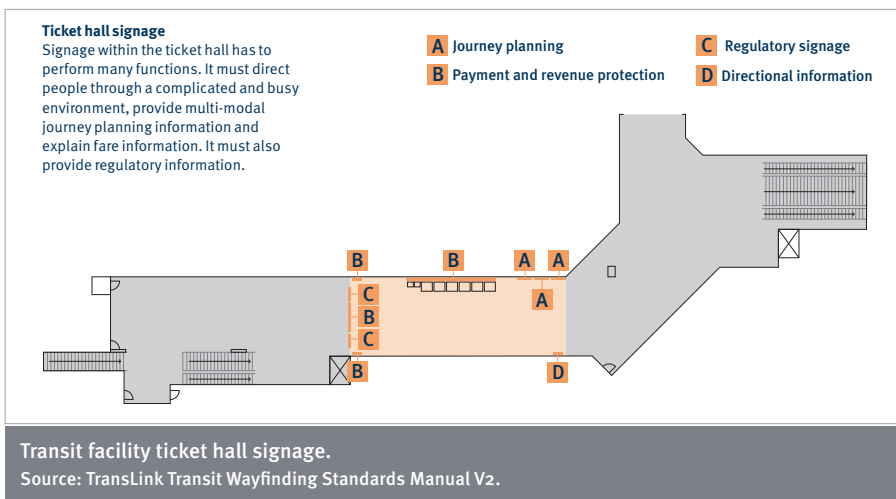 Ticket hall signage
Signage within the ticket hall has to
perform many functions. It must direct
people through a complicated and busy
environment, provide multi-modal
journey planning information and
explain fare information. It must also
provide regulatory information.
A Journey planning
B Payment and revenue protection
C Regulatory signage
D Directional information
B
B
A
A
A
C
B
C
B
D
Transit facility ticket hall signage.
Source: TransLink Transit Wayfinding Standards Manual V2.